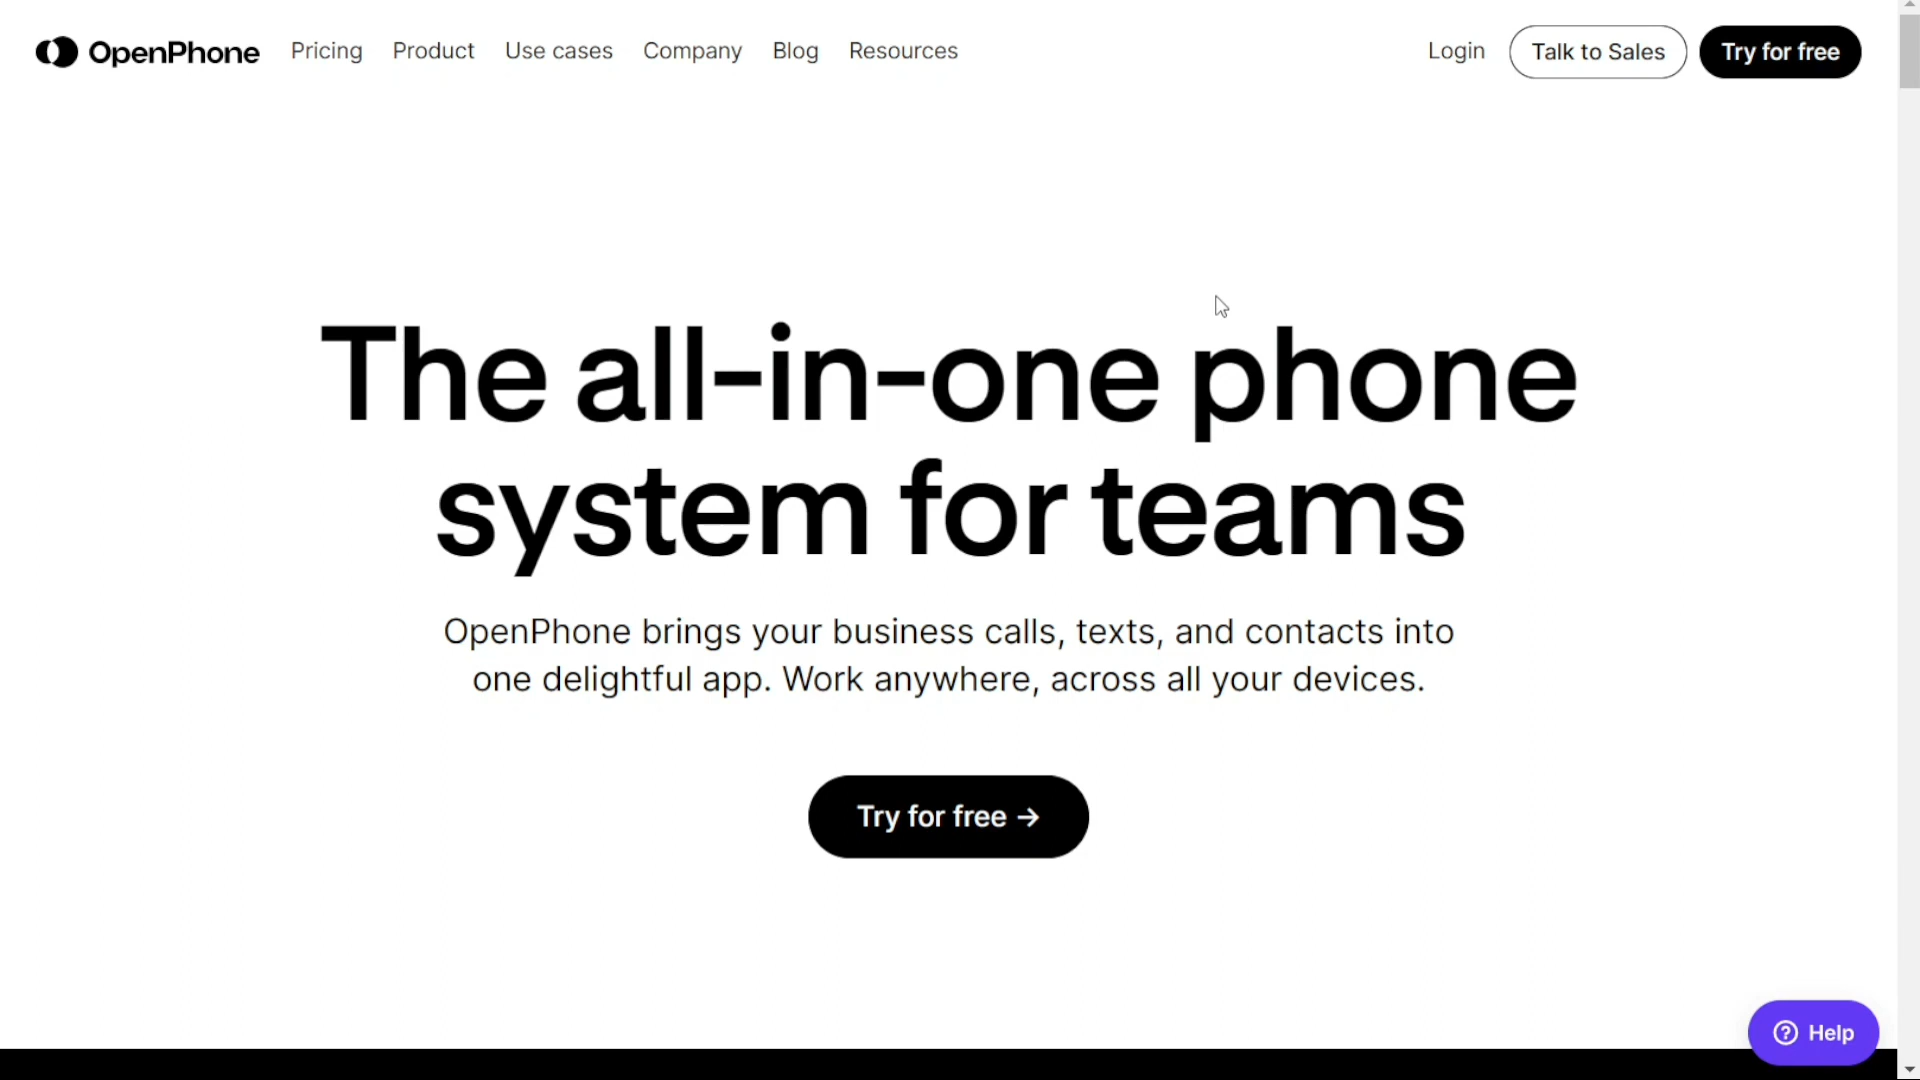 OpenPhone Pricing Product Use cases Company Blog Resources Login Talk to Sales Try for free
The all-in-one phone
system for teams
OpenPhone brings your business calls, texts, and contacts into
one delightful app. Work anywhere, across all your devices.
Try for free →
Help